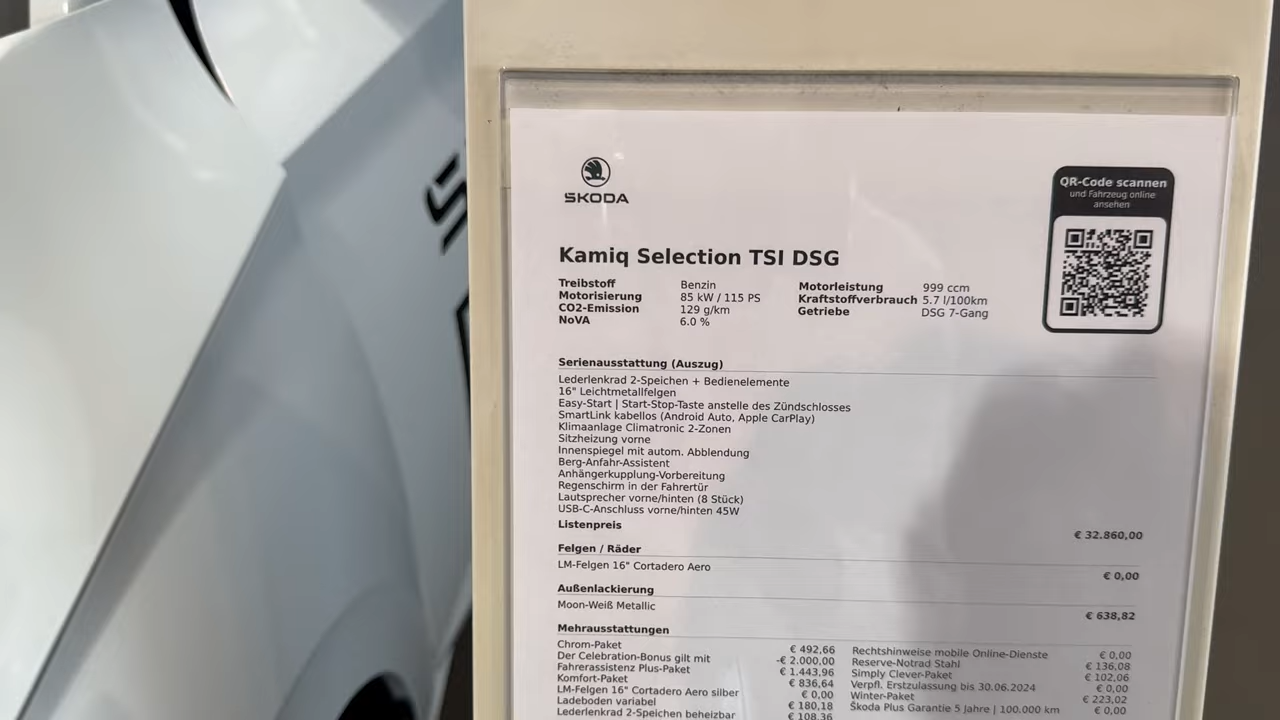 SKODA
QR-Code scannen
und Fahrzeug online
ansehen
Kamiq Selection TSI DSG
Treibstoff Benzin Motorleistung 999 ccm
Motorisierung 85 kW / 115 PS Kraftstoffverbrauch 5.7 l/100km
CO2-Emission 129 g/km Getriebe DSG 7-Gang
NoVA 6.0 %
Serienausstattung (Auszug)
Lederlenkrad 2-Speichen + Bedienelemente
16" Leichtmetallfelgen
Easy-Start | Start-Stop-Taste anstelle des Zündschlosses
SmartLink kabellos (Android Auto, Apple CarPlay)
Klimaanlage Climatronic 2-Zonen
Sitzheizung vorne
Innenspiegel mit autom. Abblendung
Berg-Anfahr-Assistent
Anhängerkupplung-Vorbereitung
Regenschirm in der Fahrertür
Lautsprecher vorne/hinten (8 Stück)
USB-C-Anschluss vorne/hinten 45W
Listenpreis € 32.860,00
Felgen / Räder
LM-Felgen 16" Cortadero Aero € 0,00
Außenlackierung
Moon-Weiß Metallic € 638,82
Mehrausstattungen
Chrom-Paket € 492,66 Rechtshinweise mobile Online-Dienste € 0,00
Der Celebration-Bonus gilt mit -€ 2.000,00 Reserve-Notrad Stahl € 136,08
Fahrerassistenz Plus-Paket € 1.443,96 Simply Clever-Paket € 102,06
Komfort-Paket € 836,64 Verpfl. Erstzulassung bis 30.06.2024 € 0,00
LM-Felgen 16" Cortadero Aero silber € 0,00 Winter-Paket € 223,02
Ladeboden variabel € 180,18 Škoda Plus Garantie 5 Jahre | 100.000 km € 0,00
Lederlenkrad 2-Speichen beheizbar € 108,36